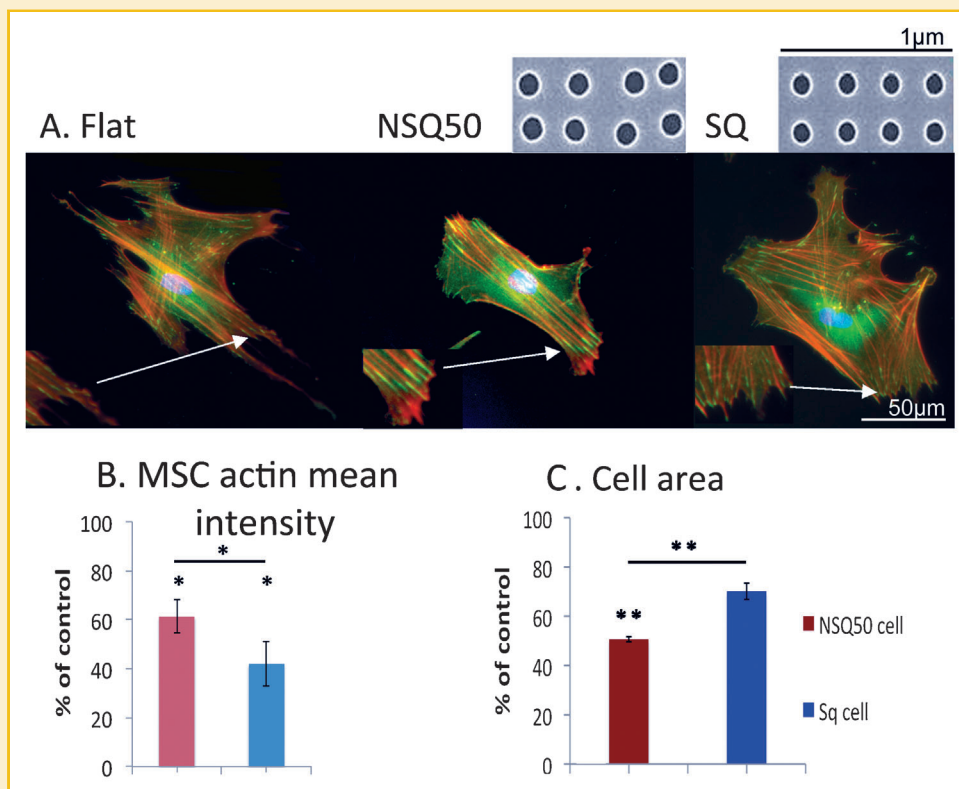 1µm
A. Flat
NSQ50
SQ
50µm
B. MSC actin mean
intensity
% of control
100
80
60
40
20
0
*
*
*
C . Cell area
% of control
100
80
60
40
20
0
**
**
NSQ50 cell
Sq cell